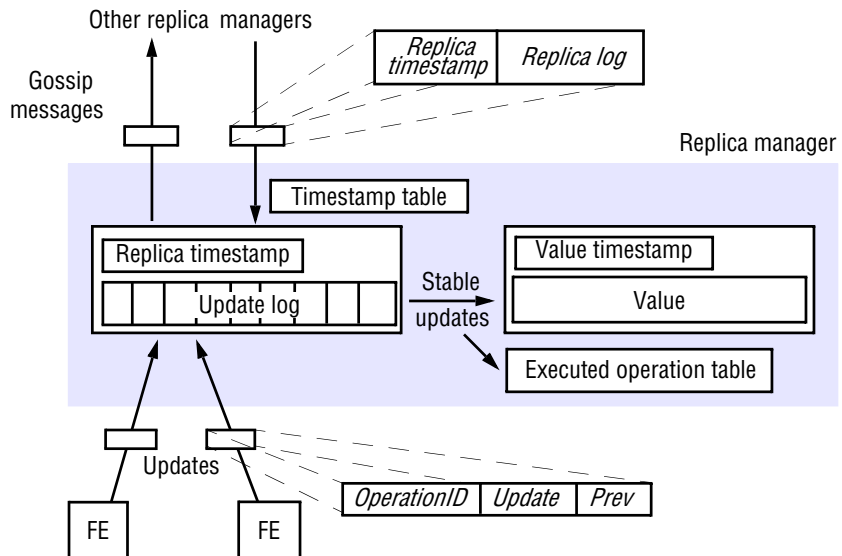 Other replica managers
Replica
timestamp
Replica log
Gossip
messages
Replica manager
Timestamp table
Replica timestamp
Update log
Stable
updates
Value timestamp
Value
Executed operation table
Updates
OperationID
Update
Prev
FE
FE